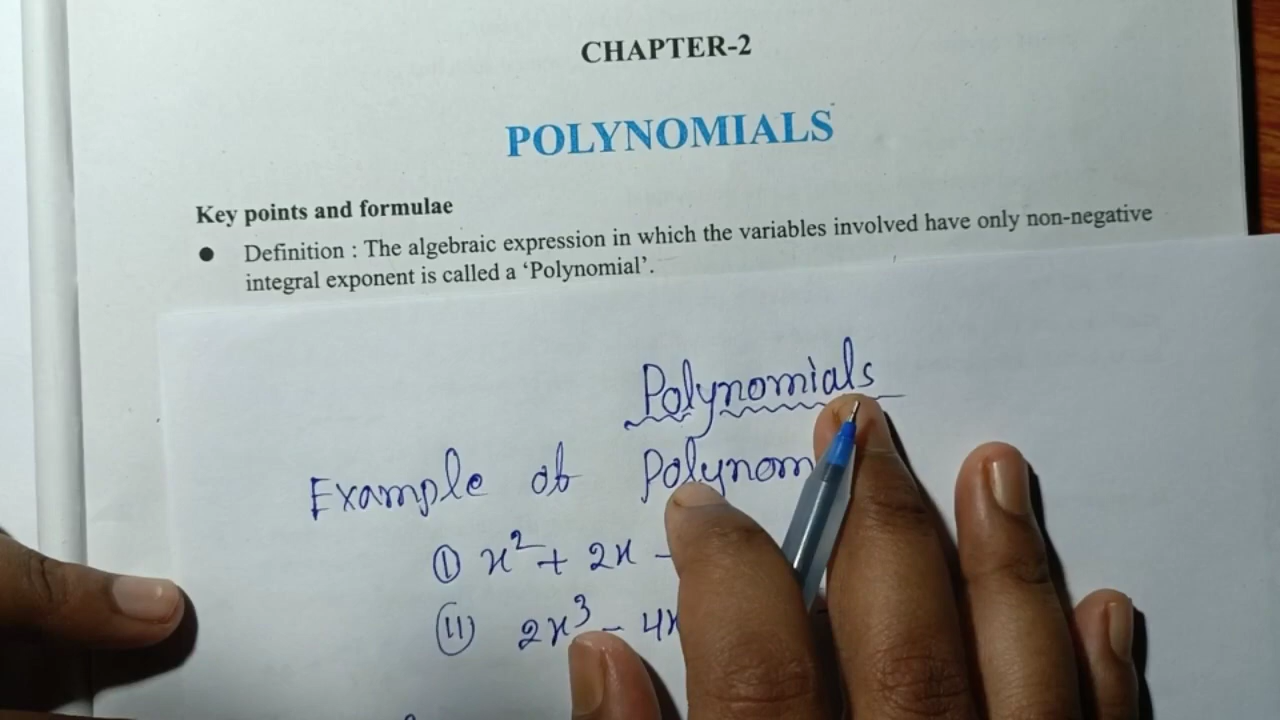 CHAPTER-2
POLYNOMIALS
Key points and formulae
● Definition : The algebraic expression in which the variables involved have only non-negative
integral exponent is called a ‘Polynomial’.
Polynomials
Example of Polynom
(i) x² + 2x -
(ii) 2x³ - 4x